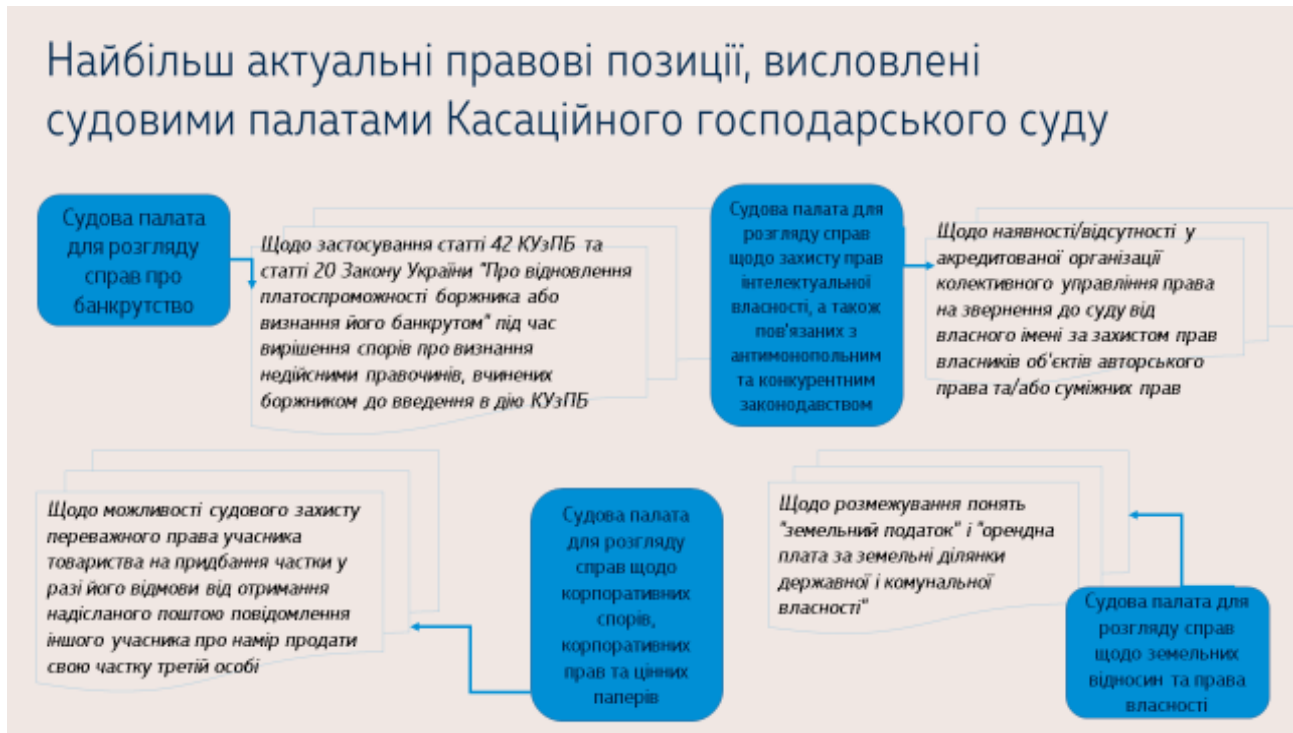 Найбільш актуальні правові позиції, висловлені
судовими палатами Касаційного господарського суду
Судова палата
для розгляду
справ про
банкрутство
Щодо застосування статті 42 КУзПБ та
статті 20 Закону України "Про відновлення
платоспроможності боржника або
визнання його банкрутом" під час
вирішення спорів про визнання
недійсними правочинів, вчинених
боржником до введення в дію КУзПБ
Судова палата для
розгляду справ
щодо захисту прав
інтелектуальної
власності, а також
пов'язаних з
антимонопольним
та конкурентним
законодавством
Щодо наявності/відсутності у
акредитованої організації
колективного управління права
на звернення до суду від
власного імені за захистом прав
власників об'єктів авторського
права та/або суміжних прав
Щодо можливості судового захисту
переважного права учасника
товариства на придбання частки у
разі його відмови від отримання
надісланого поштою повідомлення
іншого учасника про намір продати
свою частку третій особі
Судова палата
для розгляду
справ щодо
корпоративних
спорів,
корпоративних
прав та цінних
паперів
Щодо розмежування понять
"земельний податок" і "орендна
плата за земельні ділянки
державної і комунальної
власності"
Судова палата для
розгляду справ
щодо земельних
відносин та права
власності